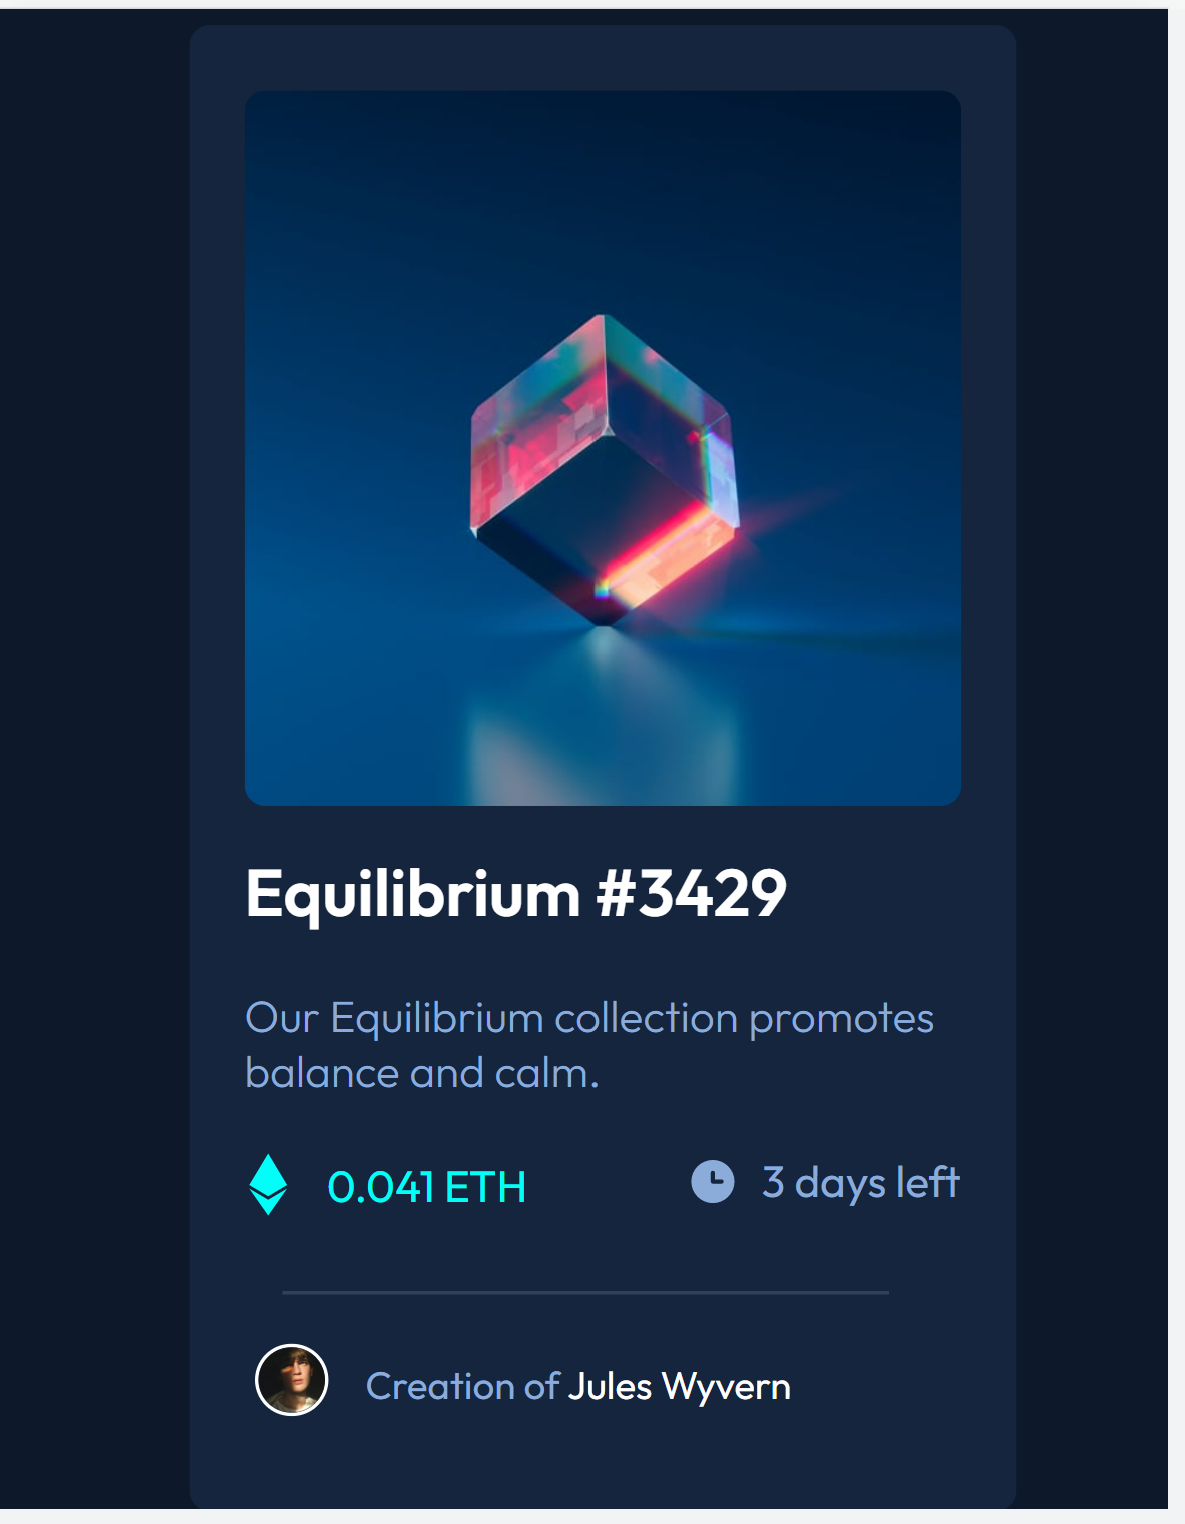 Equilibrium #3429
Our Equilibrium collection promotes
balance and calm.
0.041 ETH
3 days left
Creation of Jules Wyvern